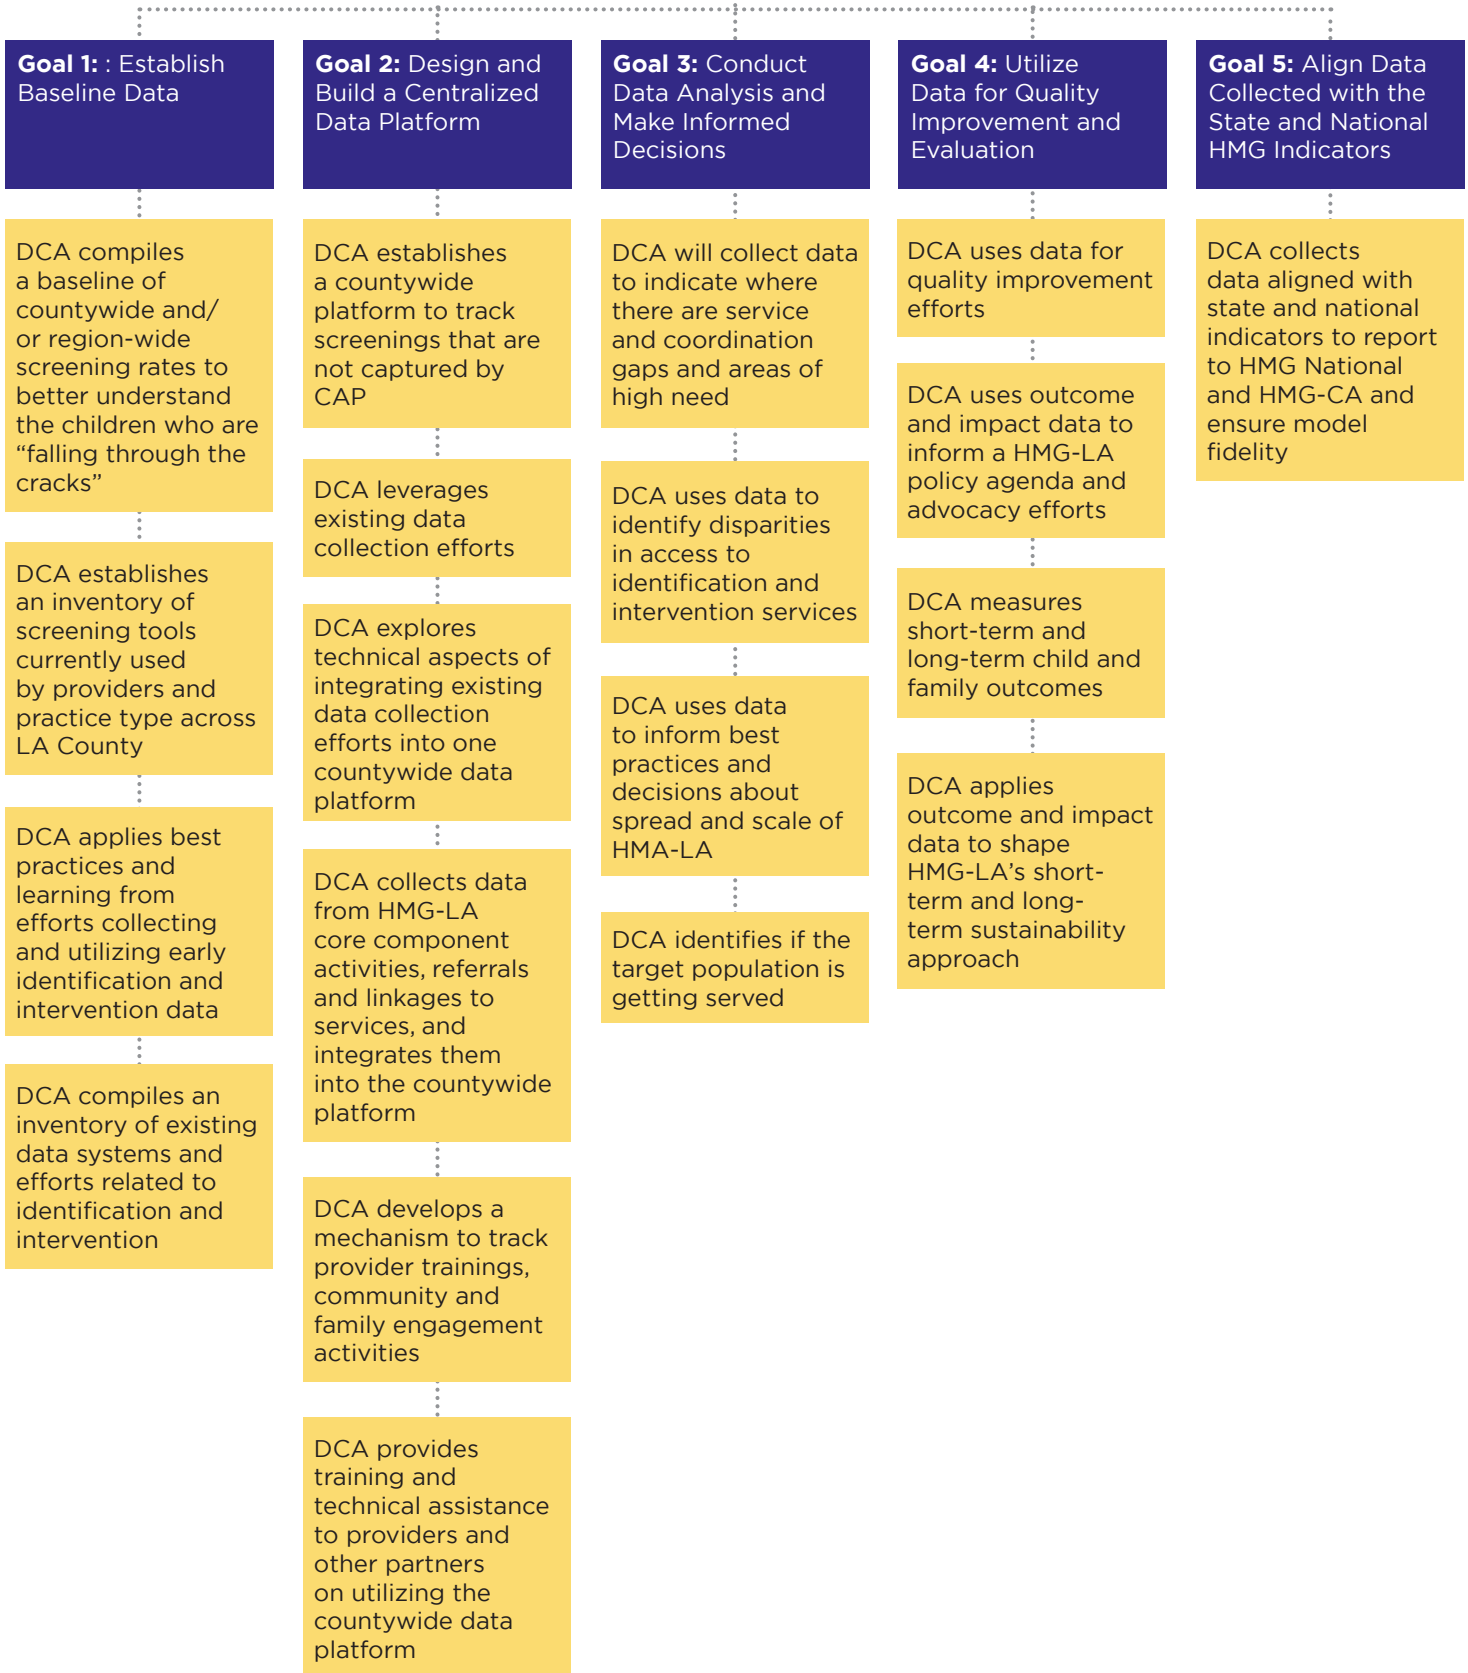 Goal 1: : Establish
Baseline Data
DCA compiles
a baseline of
countywide and/
or region-wide
screening rates to
better understand
the children who are
“falling through the
cracks”
DCA establishes
an inventory of
screening tools
currently used
by providers and
practice type across
LA County
DCA applies best
practices and
learning from
efforts collecting
and utilizing early
identification and
intervention data
DCA compiles an
inventory of existing
data systems and
efforts related to
identification and
intervention
Goal 2: Design and
Build a Centralized
Data Platform
DCA establishes
a countywide
platform to track
screenings that are
not captured by
CAP
DCA leverages
existing data
collection efforts
DCA explores
technical aspects of
integrating existing
data collection
efforts into one
countywide data
platform
DCA collects data
from HMG-LA
core component
activities, referrals
and linkages to
services, and
integrates them
into the countywide
platform
DCA develops a
mechanism to track
provider trainings,
community and
family engagement
activities
DCA provides
training and
technical assistance
to providers and
other partners
on utilizing the
countywide data
platform
Goal 3: Conduct
Data Analysis and
Make Informed
Decisions
DCA will collect data
to indicate where
there are service
and coordination
gaps and areas of
high need
DCA uses data to
identify disparities
in access to
identification and
intervention services
DCA uses data
to inform best
practices and
decisions about
spread and scale of
HMA-LA
DCA identifies if the
target population is
getting served
Goal 4: Utilize
Data for Quality
Improvement and
Evaluation
DCA uses data for
quality improvement
efforts
DCA uses outcome
and impact data to
inform a HMG-LA
policy agenda and
advocacy efforts
DCA measures
short-term and
long-term child and
family outcomes
DCA applies
outcome and impact
data to shape
HMG-LA’s short-
term and long-
term sustainability
approach
Goal 5: Align Data
Collected with the
State and National
HMG Indicators
DCA collects
data aligned with
state and national
indicators to report
to HMG National
and HMG-CA and
ensure model
fidelity